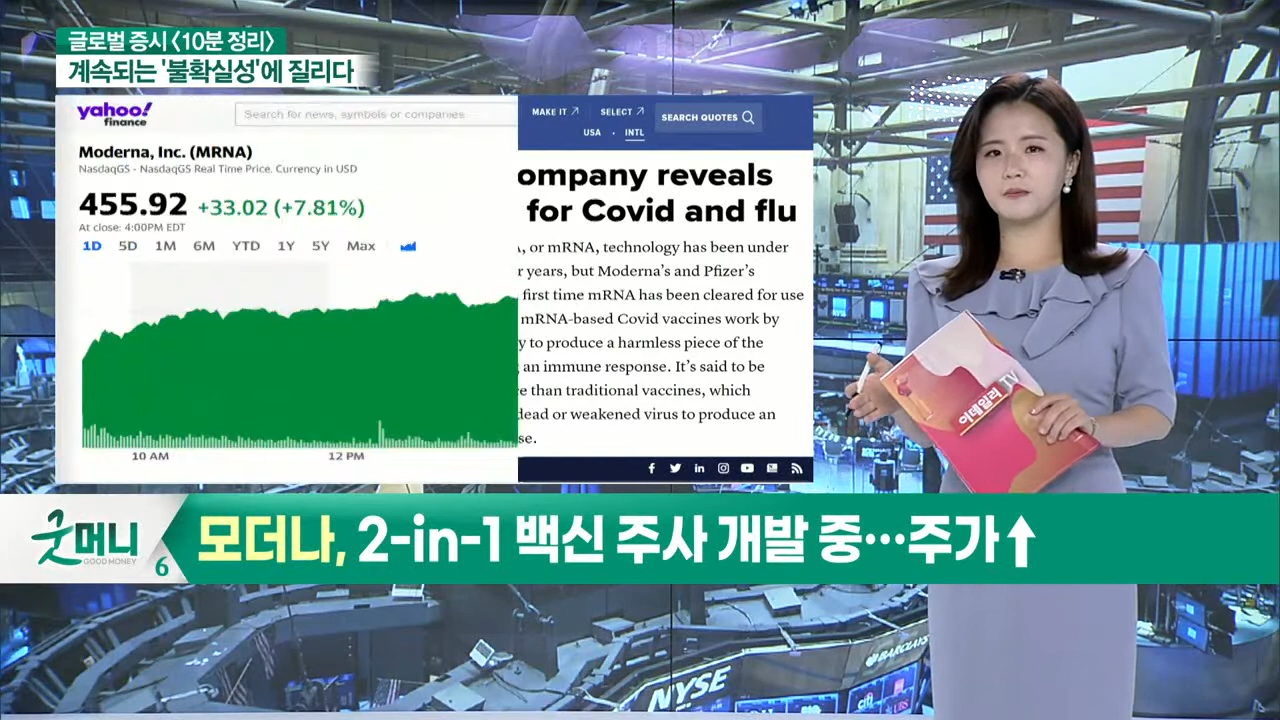 글로벌 증시 <10분 정리>
계속되는 '불확실성'에 질리다
yahoo!
finance
Search for news, symbols or companies
Moderna, Inc. (MRNA)
NasdaqGS - NasdaqGS Real Time Price. Currency in USD
455.92 +33.02 (+7.81%)
At close: 4:00PM EDT
1D 5D 1M 6M YTD 1Y 5Y Max
10 AM 12 PM
MAKE IT SELECT SEARCH QUOTES
USA · INTL
ompany reveals
for Covid and flu
, or mRNA, technology has been under
r years, but Moderna's and Pfizer's
first time mRNA has been cleared for use
mRNA-based Covid vaccines work by
y to produce a harmless piece of the
an immune response. It's said to be
e than traditional vaccines, which
dead or weakened virus to produce an
se.
이데일리 TV
굿머니
GOOD MONEY
6
모더나, 2-in-1 백신 주사 개발 중…주가↑
BARCLAYS
NYSE
citi
UBS